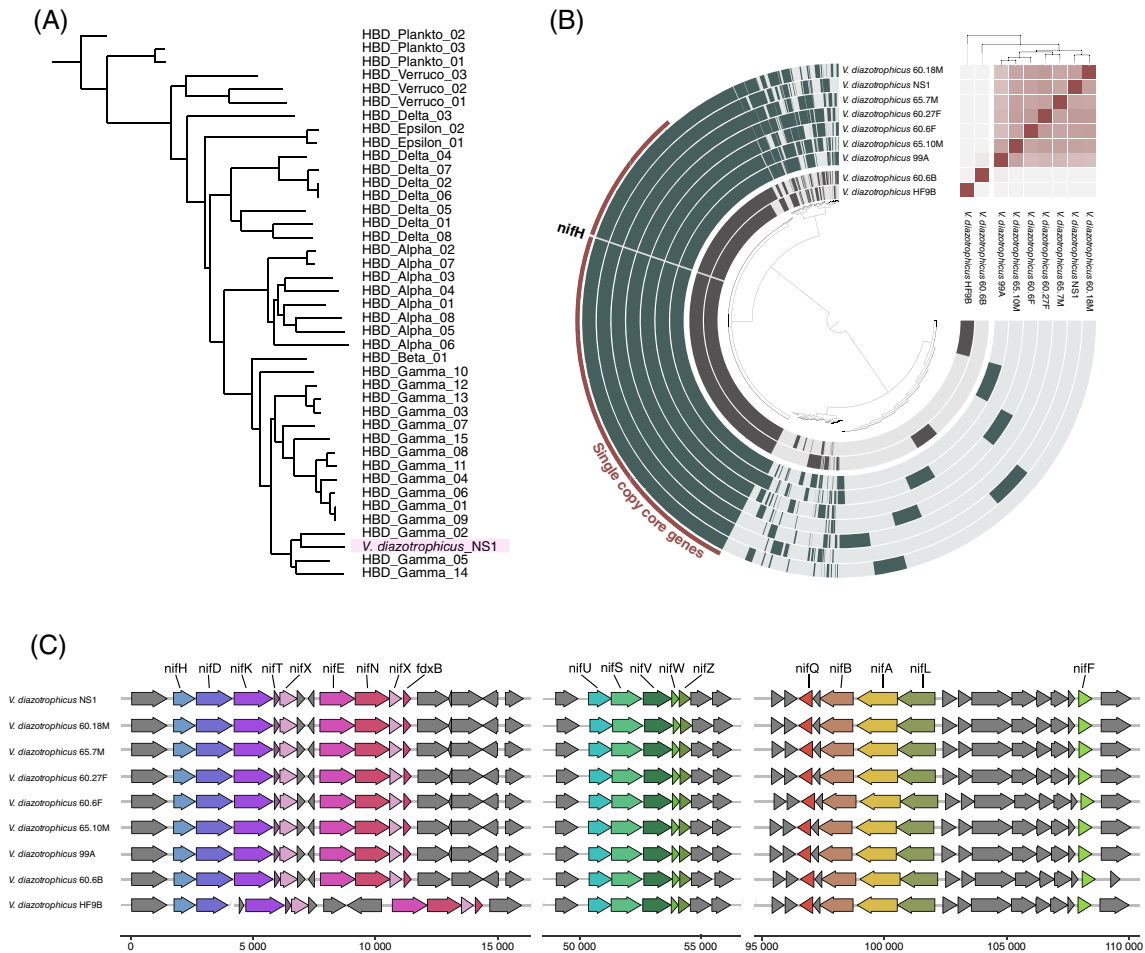 (A)
HBD_Plankto_02
HBD_Plankto_03
HBD_Plankto_01
HBD_Verruco_03
HBD_Verruco_02
HBD_Verruco_01
HBD_Delta_03
HBD_Epsilon_02
HBD_Epsilon_01
HBD_Delta_04
HBD_Delta_07
HBD_Delta_02
HBD_Delta_06
HBD_Delta_05
HBD_Delta_01
HBD_Delta_08
HBD_Alpha_02
HBD_Alpha_07
HBD_Alpha_03
HBD_Alpha_04
HBD_Alpha_01
HBD_Alpha_08
HBD_Alpha_05
HBD_Alpha_06
HBD_Beta_01
HBD_Gamma_10
HBD_Gamma_12
HBD_Gamma_13
HBD_Gamma_03
HBD_Gamma_07
HBD_Gamma_15
HBD_Gamma_08
HBD_Gamma_11
HBD_Gamma_04
HBD_Gamma_06
HBD_Gamma_01
HBD_Gamma_09
HBD_Gamma_02
V. diazotrophicus_NS1
HBD_Gamma_05
HBD_Gamma_14
(B)
V. diazotrophicus 60.18M
V. diazotrophicus NS1
V. diazotrophicus 65.7M
V. diazotrophicus 60.27F
V. diazotrophicus 60.6F
V. diazotrophicus 65.10M
V. diazotrophicus 99A
V. diazotrophicus 60.6B
V. diazotrophicus HF9B
nifH
Single copy core genes
V. diazotrophicus HF9B
V. diazotrophicus 60.6B
V. diazotrophicus 99A
V. diazotrophicus 65.10M
V. diazotrophicus 60.6F
V. diazotrophicus 60.27F
V. diazotrophicus 65.7M
V. diazotrophicus NS1
V. diazotrophicus 60.18M
(C)
nifH nifD nifK nifT nifX nifE nifN nifX fdxB nifU nifS nifV nifW nifZ nifQ nifB nifA nifL nifF
V. diazotrophicus NS1
V. diazotrophicus 60.18M
V. diazotrophicus 65.7M
V. diazotrophicus 60.27F
V. diazotrophicus 60.6F
V. diazotrophicus 65.10M
V. diazotrophicus 99A
V. diazotrophicus 60.6B
V. diazotrophicus HF9B
0 5 000 10 000 15 000 50 000 55 000 95 000 100 000 105 000 110 000